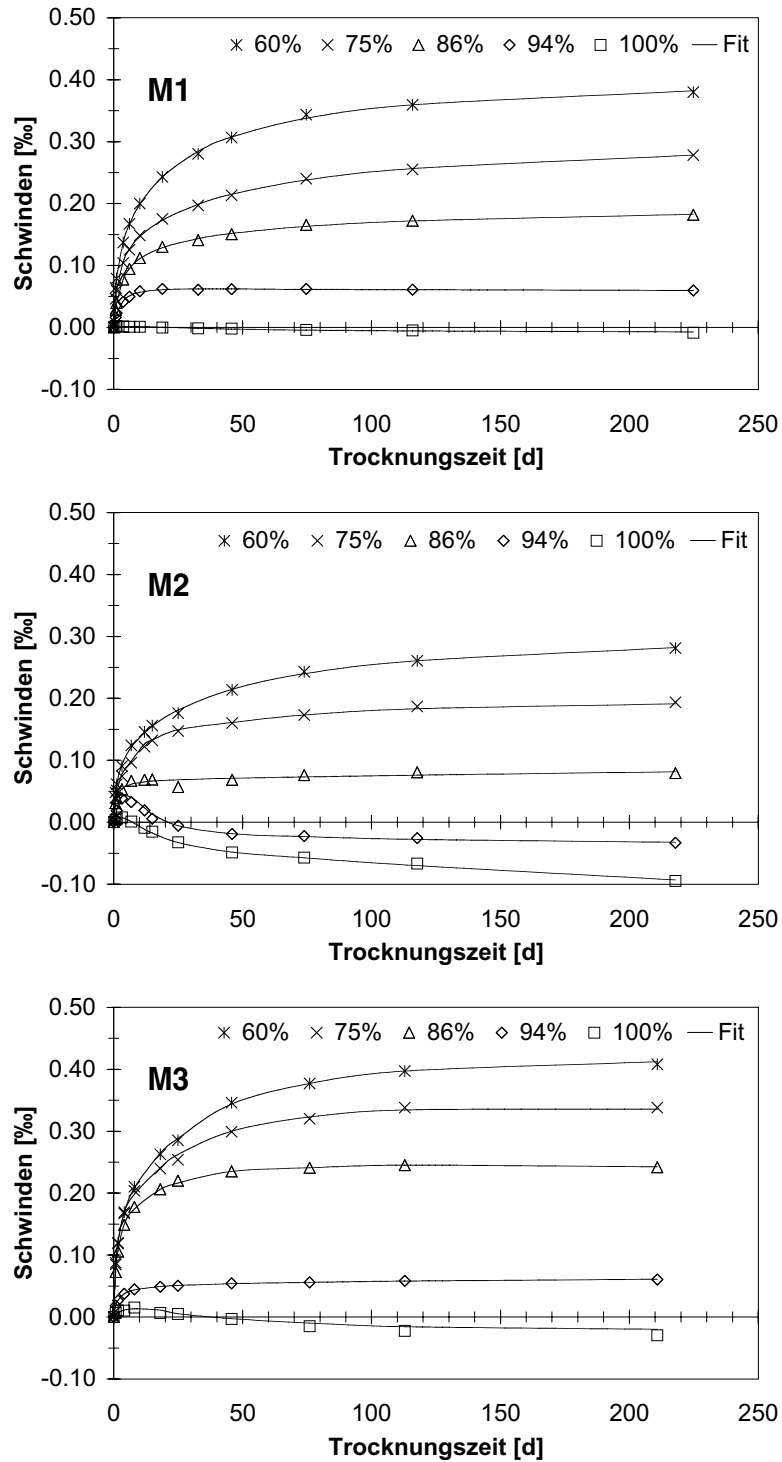 0.50
60% 75% 86% 94% 100% Fit
M1
0.40
0.30
0.20
0.10
0.00
-0.10
Schwinden [‰]
0 50 100 150 200 250
Trocknungszeit [d]
0.50
60% 75% 86% 94% 100% Fit
M2
0.40
0.30
0.20
0.10
0.00
-0.10
Schwinden [‰]
0 50 100 150 200 250
Trocknungszeit [d]
0.50
60% 75% 86% 94% 100% Fit
M3
0.40
0.30
0.20
0.10
0.00
-0.10
Schwinden [‰]
0 50 100 150 200 250
Trocknungszeit [d]